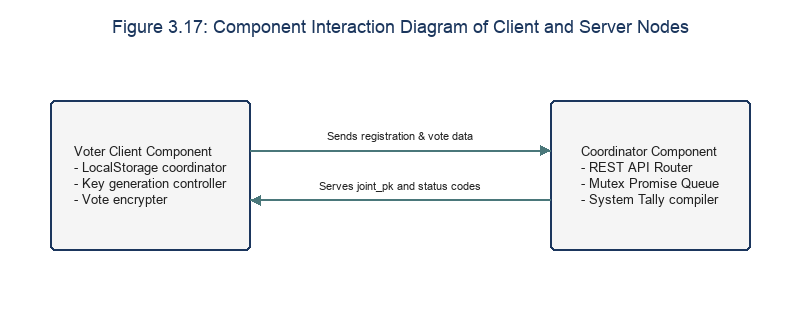 Figure 3.17: Component Interaction Diagram of Client and Server Nodes
Sends registration & vote data
Voter Client Component
- LocalStorage coordinator
- Key generation controller
- Vote encrypter
Serves joint_pk and status codes
Coordinator Component
- REST API Router
- Mutex Promise Queue
- System Tally compiler